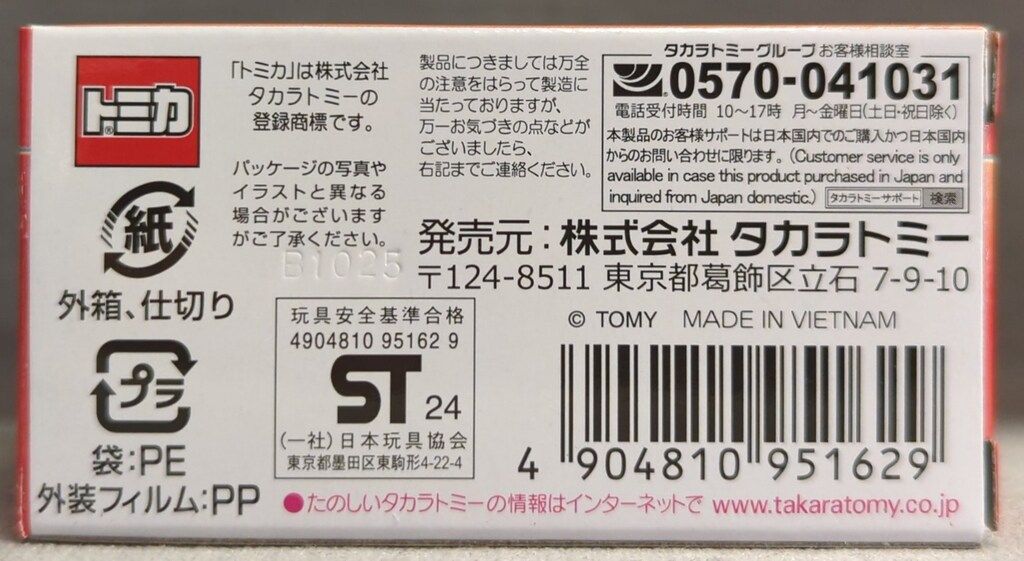 トミカ®
「トミカ」は株式会社
タカラトミーの
登録商標です。
パッケージの写真や
イラストと異なる
場合がございます
がご了承ください。
B1025
製品につきましては万全
の注意をはらって製造に
当たっておりますが、
万一お気づきの点などが
ございましたら、
右記までご連絡ください。
タカラトミーグループ お客様相談室
0570-041031
電話受付時間 10〜17時 月〜金曜日(土日・祝日除く)
本製品のお客様サポートは日本国内でのご購入かつ日本国内
からのお問い合わせに限ります。(Customer service is only
available in case this product purchased in Japan and
inquired from Japan domestic.) タカラトミーサポート 検索
紙
外箱、仕切り
プラ
袋:PE
外装フィルム:PP
発売元:株式会社 タカラトミー
〒124-8511 東京都葛飾区立石 7-9-10
© TOMY MADE IN VIETNAM
玩具安全基準合格
4904810 95162 9
ST 24
(一社)日本玩具協会
東京都墨田区東駒形4-22-4
4 904810 951629
●たのしいタカラトミーの情報はインターネットで www.takaratomy.co.jp